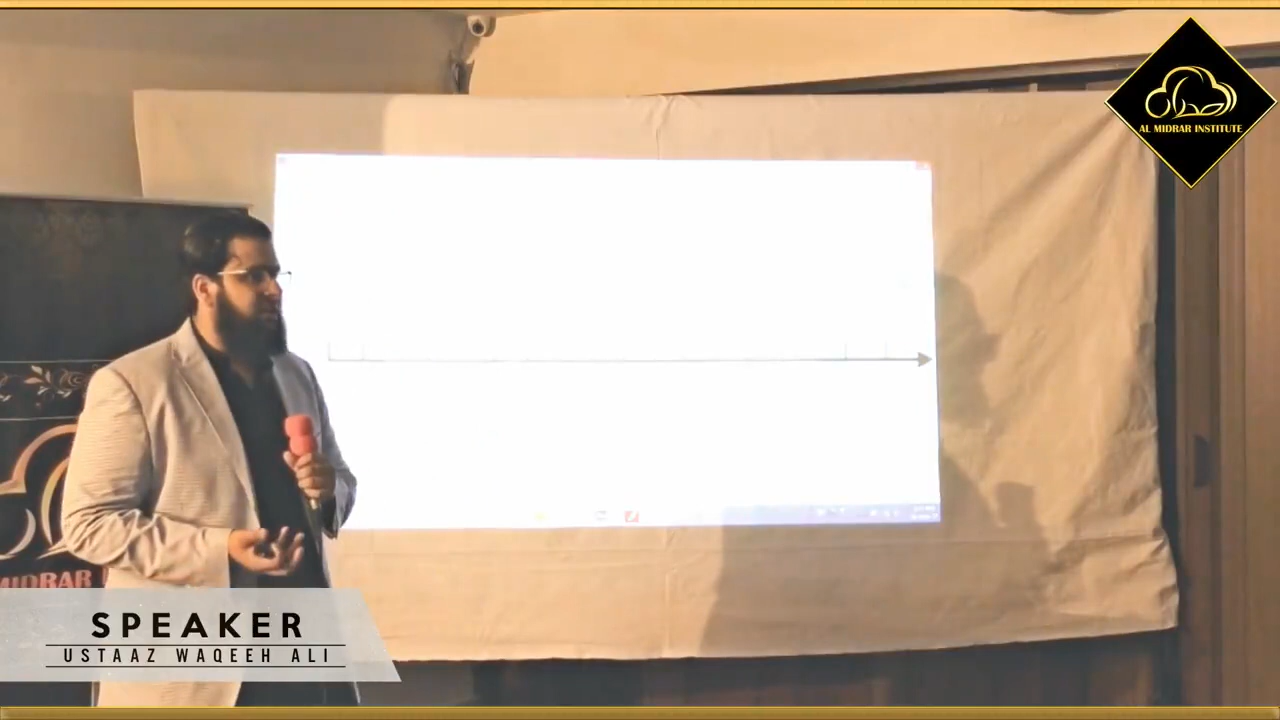 AL MIDRAR INSTITUTE
MIDRAR
SPEAKER
USTAAZ WAQEEH ALI